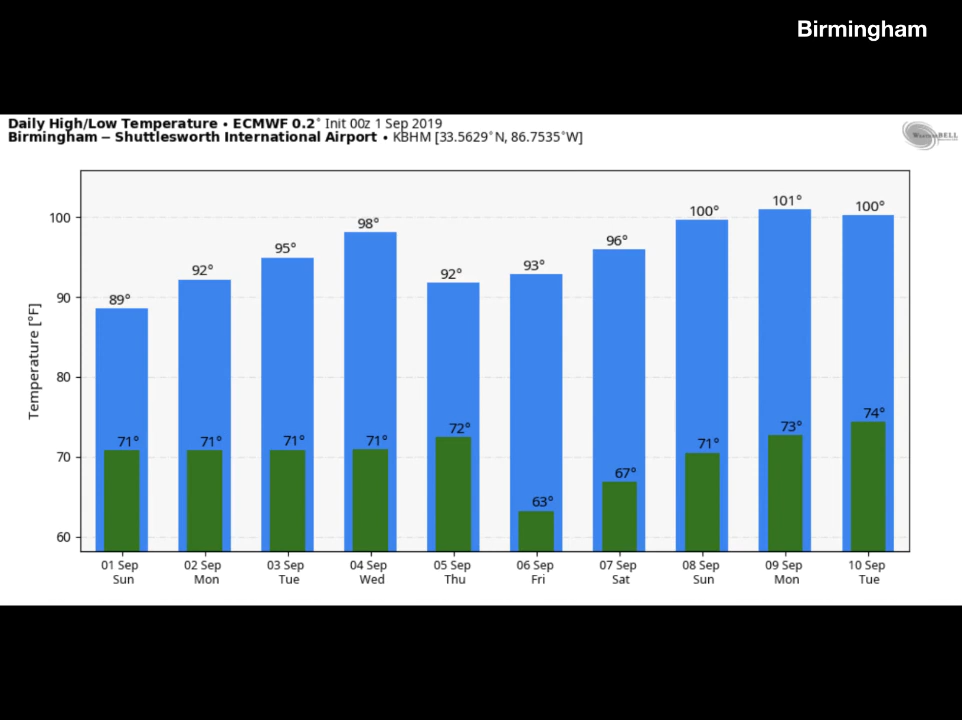 Birmingham
Daily High/Low Temperature • ECMWF 0.2° Init 00z 1 Sep 2019
Birmingham – Shuttlesworth International Airport • KBHM [33.5629°N, 86.7535°W]
WeatherBELL
Temperature [°F]
100
90
80
70
60
89° 92° 95° 98° 92° 93° 96° 100° 101° 100°
71° 71° 71° 71° 72° 63° 67° 71° 73° 74°
01 Sep 02 Sep 03 Sep 04 Sep 05 Sep 06 Sep 07 Sep 08 Sep 09 Sep 10 Sep
Sun Mon Tue Wed Thu Fri Sat Sun Mon Tue